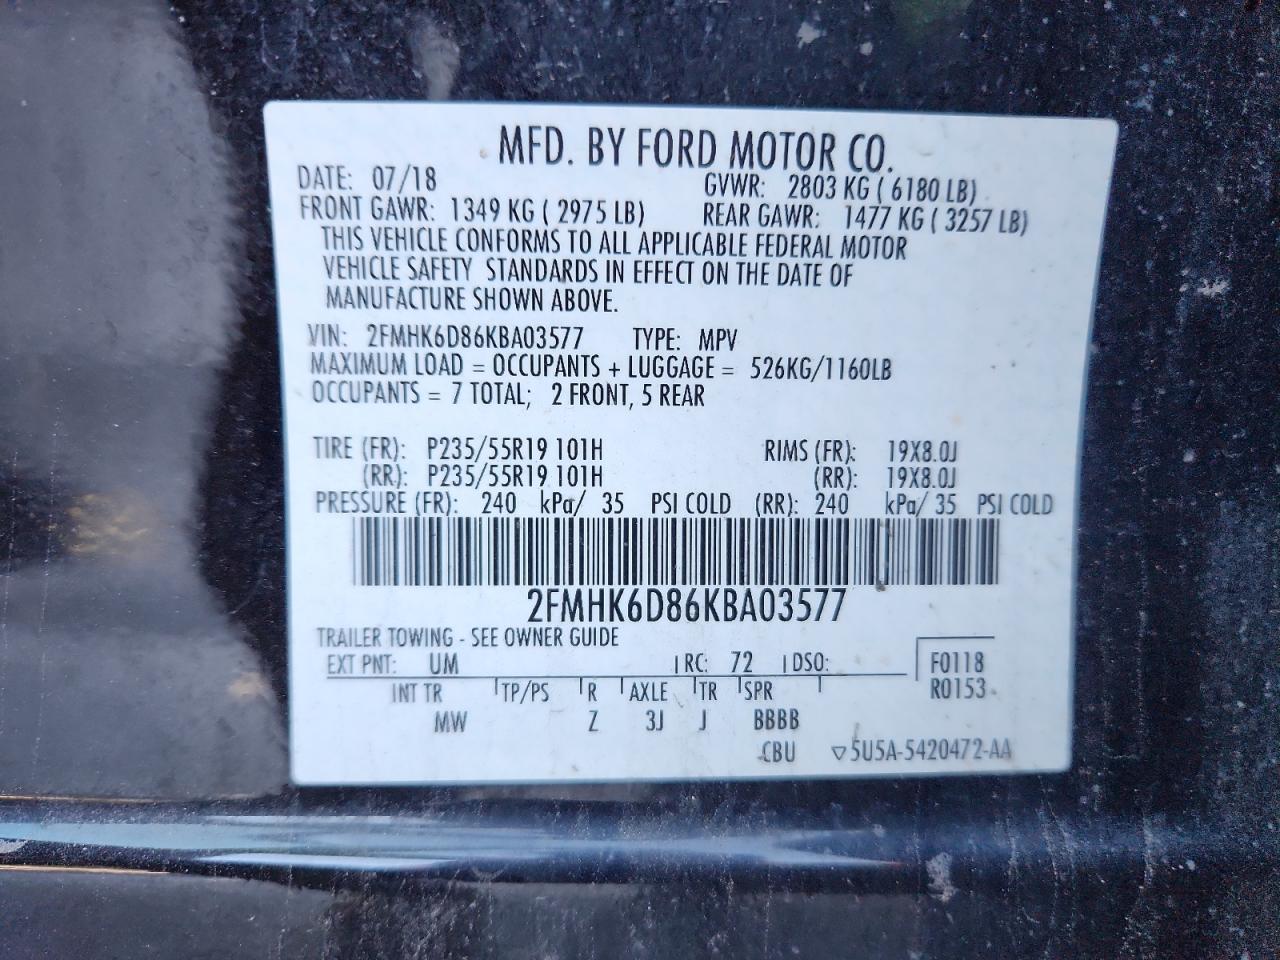 MFD. BY FORD MOTOR CO.
DATE: 07/18 GVWR: 2803 KG ( 6180 LB)
FRONT GAWR: 1349 KG ( 2975 LB) REAR GAWR: 1477 KG ( 3257 LB)
THIS VEHICLE CONFORMS TO ALL APPLICABLE FEDERAL MOTOR
VEHICLE SAFETY STANDARDS IN EFFECT ON THE DATE OF
MANUFACTURE SHOWN ABOVE.
VIN: 2FMHK6D86KBA03577 TYPE: MPV
MAXIMUM LOAD = OCCUPANTS + LUGGAGE = 526KG/1160LB
OCCUPANTS = 7 TOTAL; 2 FRONT, 5 REAR
TIRE (FR): P235/55R19 101H RIMS (FR): 19X8.0J
(RR): P235/55R19 101H (RR): 19X8.0J
PRESSURE (FR): 240 kPa/ 35 PSI COLD (RR): 240 kPa/ 35 PSI COLD
2FMHK6D86KBA03577
TRAILER TOWING - SEE OWNER GUIDE
EXT PNT: UM RC: 72 DSO: F0118
INT TR TP/PS R AXLE TR SPR R0153
MW Z 3J J BBBB
CBU ▽5U5A-5420472-AA